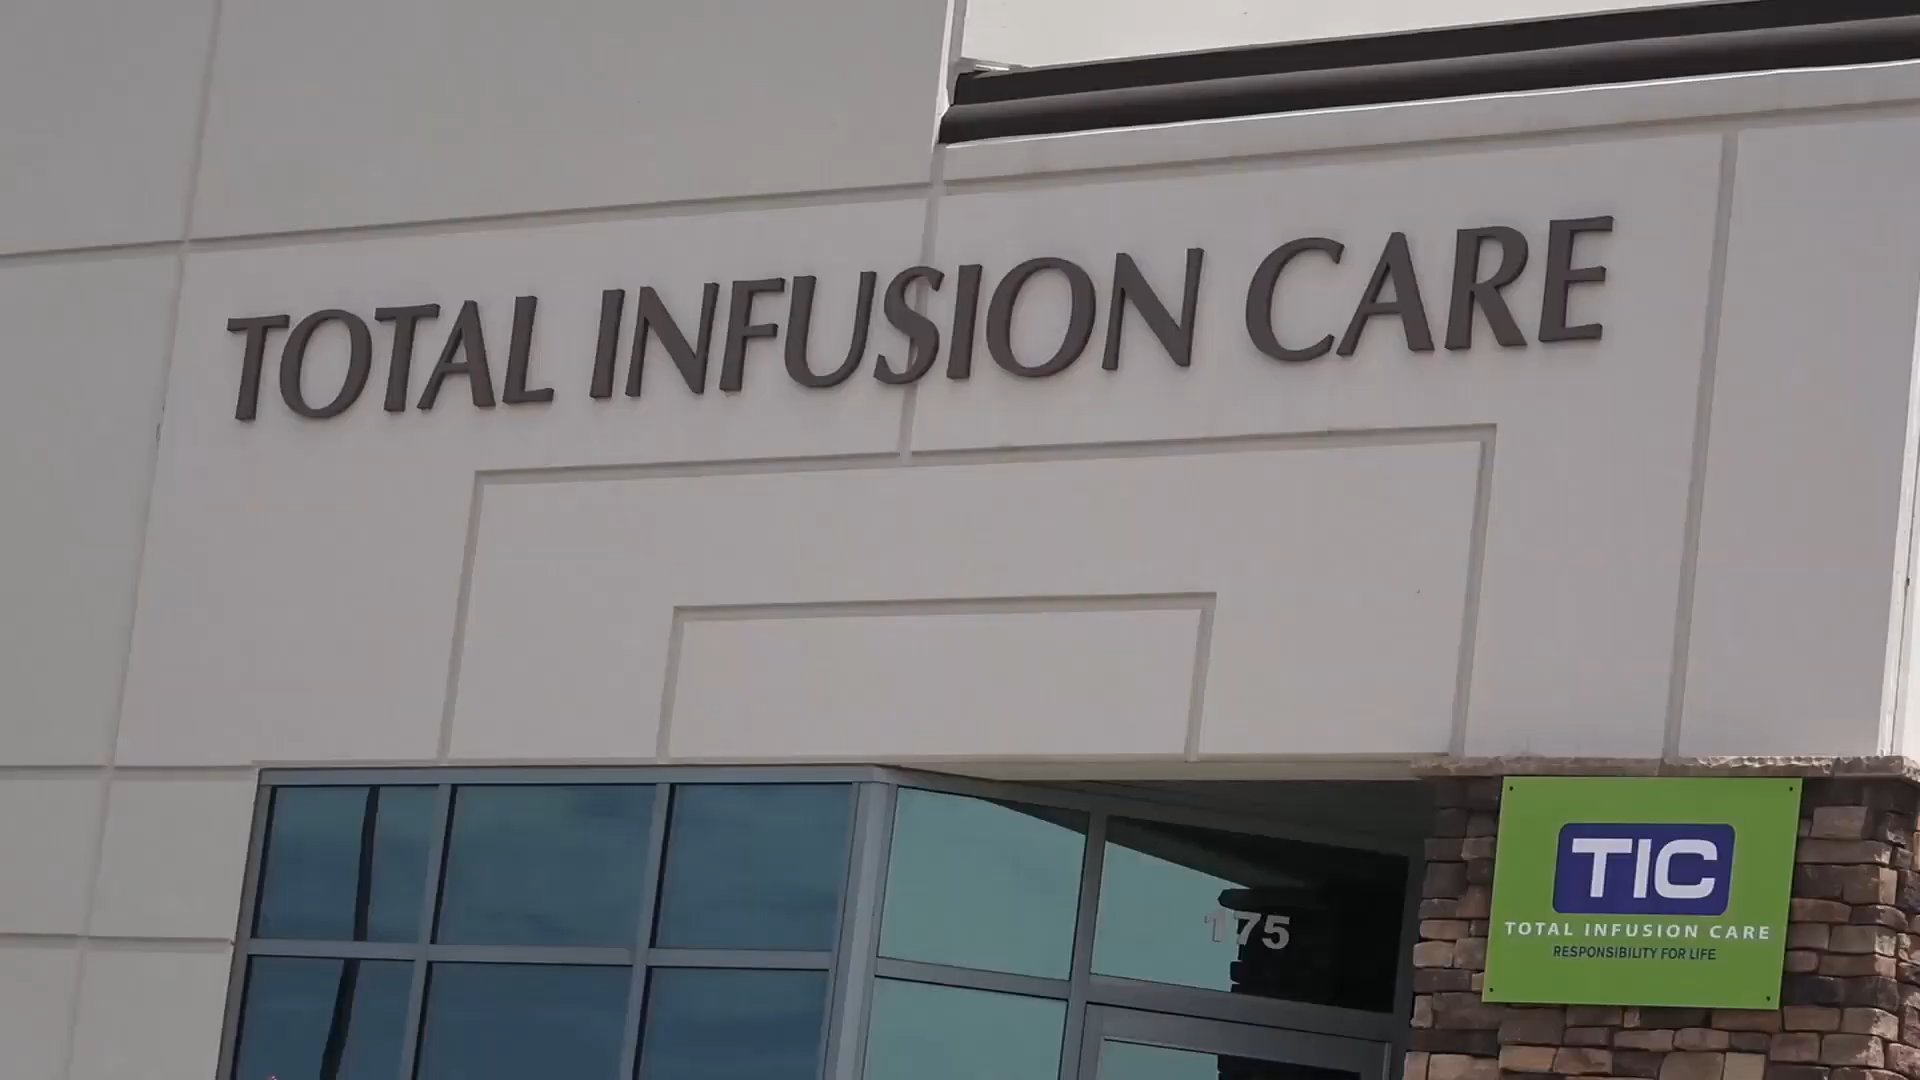 TOTAL INFUSION CARE
175
TIC
TOTAL INFUSION CARE
RESPONSIBILITY FOR LIFE